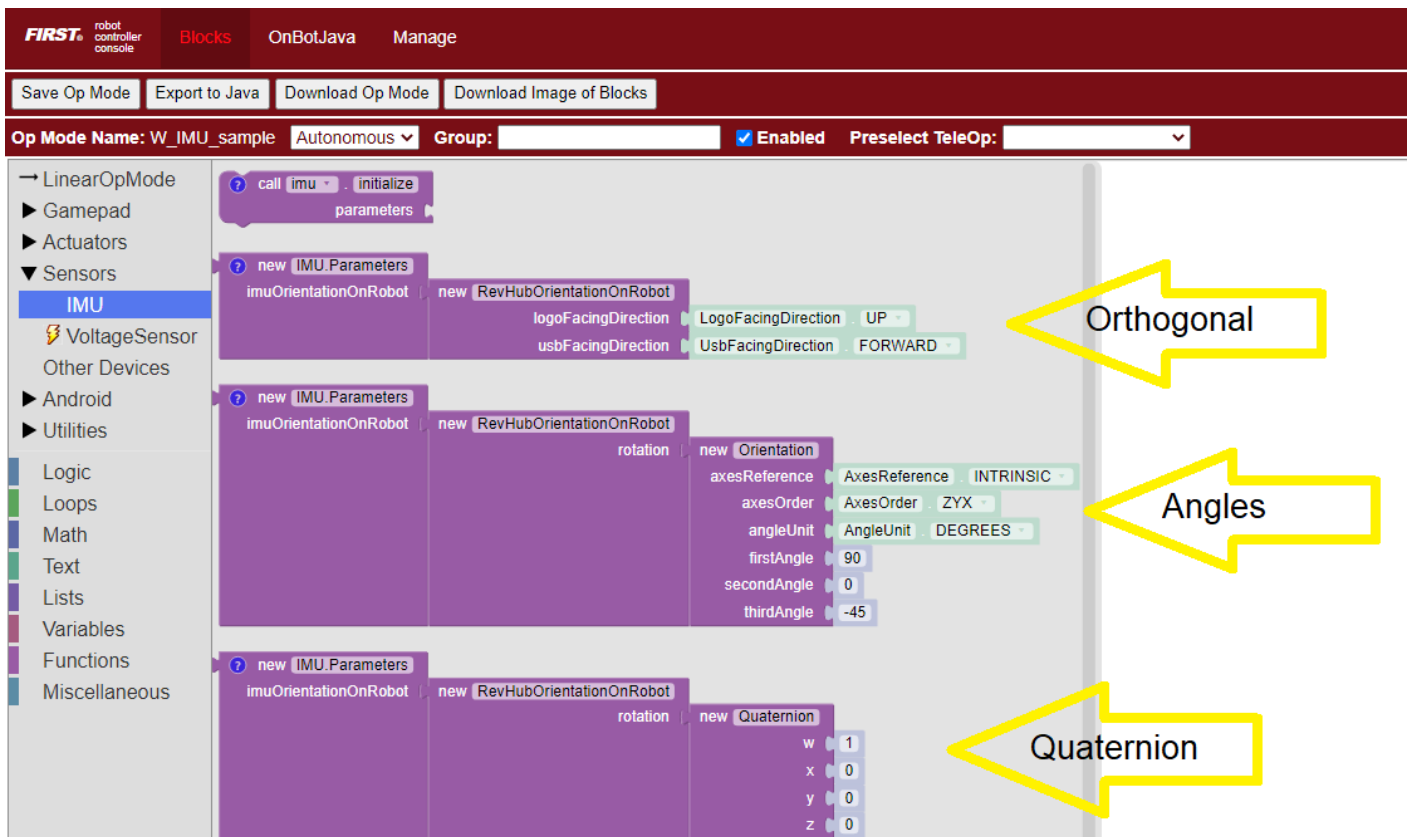 FIRST® robot controller console Blocks OnBotJava Manage
Save Op Mode Export to Java Download Op Mode Download Image of Blocks
Op Mode Name: W_IMU_sample Autonomous Group: Enabled Preselect TeleOp:
LinearOpMode
Gamepad
Actuators
Sensors
IMU
VoltageSensor
Other Devices
Android
Utilities
Logic
Loops
Math
Text
Lists
Variables
Functions
Miscellaneous
call imu . initialize
parameters
new IMU.Parameters
imuOrientationOnRobot new RevHubOrientationOnRobot
logoFacingDirection LogoFacingDirection . UP
usbFacingDirection UsbFacingDirection . FORWARD
Orthogonal
new IMU.Parameters
imuOrientationOnRobot new RevHubOrientationOnRobot
rotation new Orientation
axesReference AxesReference . INTRINSIC
axesOrder AxesOrder . ZYX
angleUnit AngleUnit . DEGREES
firstAngle 90
secondAngle 0
thirdAngle -45
Angles
new IMU.Parameters
imuOrientationOnRobot new RevHubOrientationOnRobot
rotation new Quaternion
w 1
x 0
y 0
z 0
Quaternion